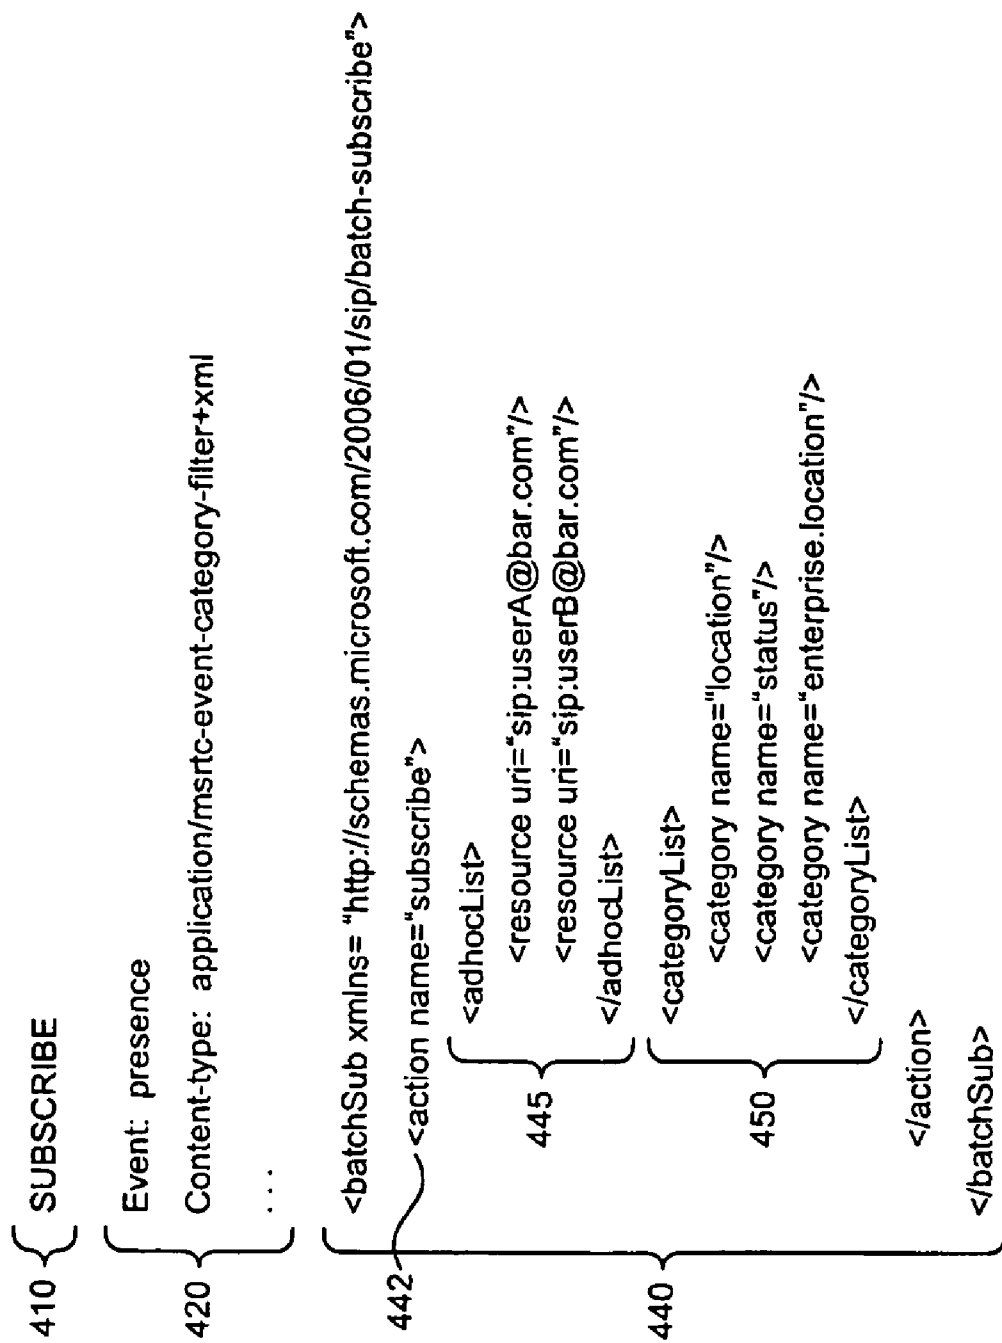 410 SUBSCRIBE
Event: presence
420 Content-type: application/msrtc-event-category-filter+xml
. . . .
<batchSub xmlns= “http://schemas.microsoft.com/2006/01/sip/batch-subscribe”>
442 <action name=“subscribe”>
<adhocList>
<resource uri=“sip:userA@bar.com”/>
445
<resource uri=“sip:userB@bar.com”/>
</adhocList>
440
<categoryList>
<category name=“location”/>
450 <category name=“status”/>
<category name=“enterprise.location”/>
</categoryList>
</action>
</batchSub>